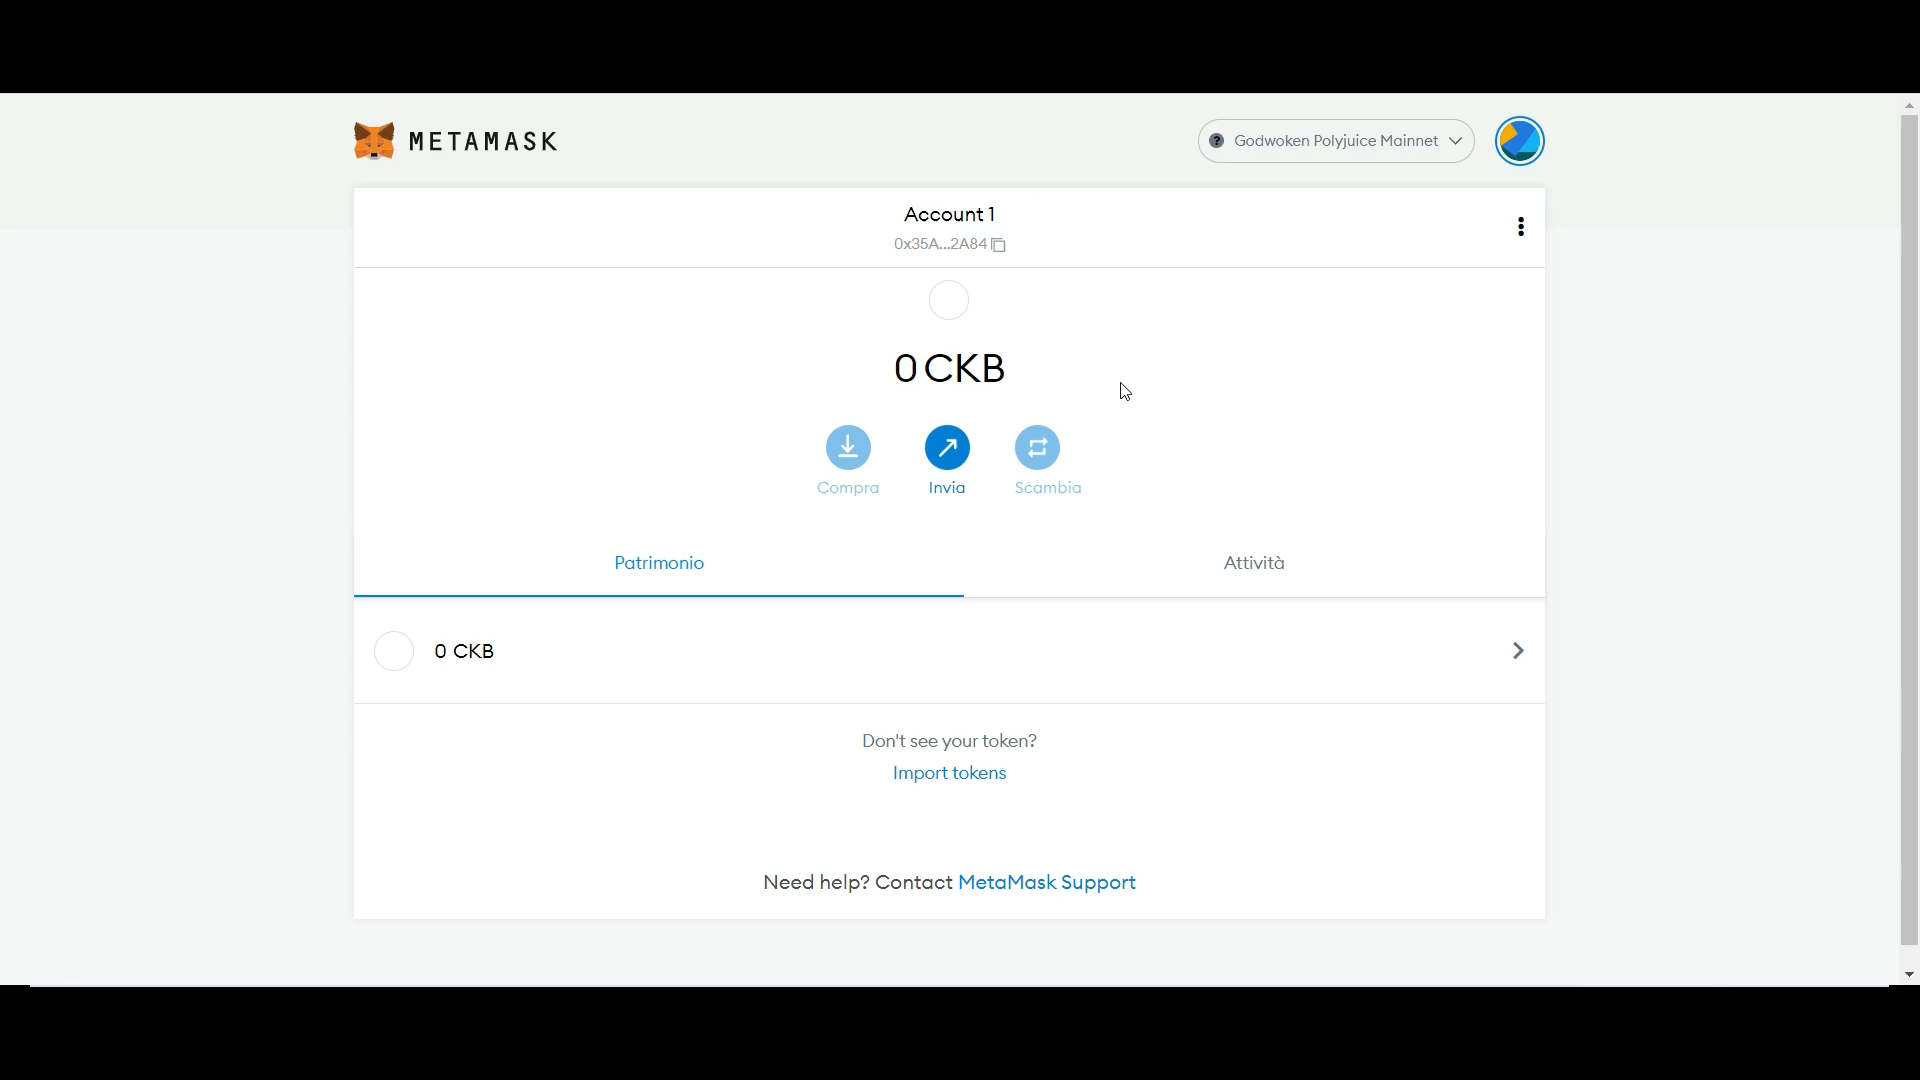 METAMASK
Godwoken Polyjuice Mainnet
Account 1
0x35A...2A84
0 CKB
Compra
Invia
Scambia
Patrimonio
Attività
0 CKB
Don't see your token?
Import tokens
Need help? Contact MetaMask Support